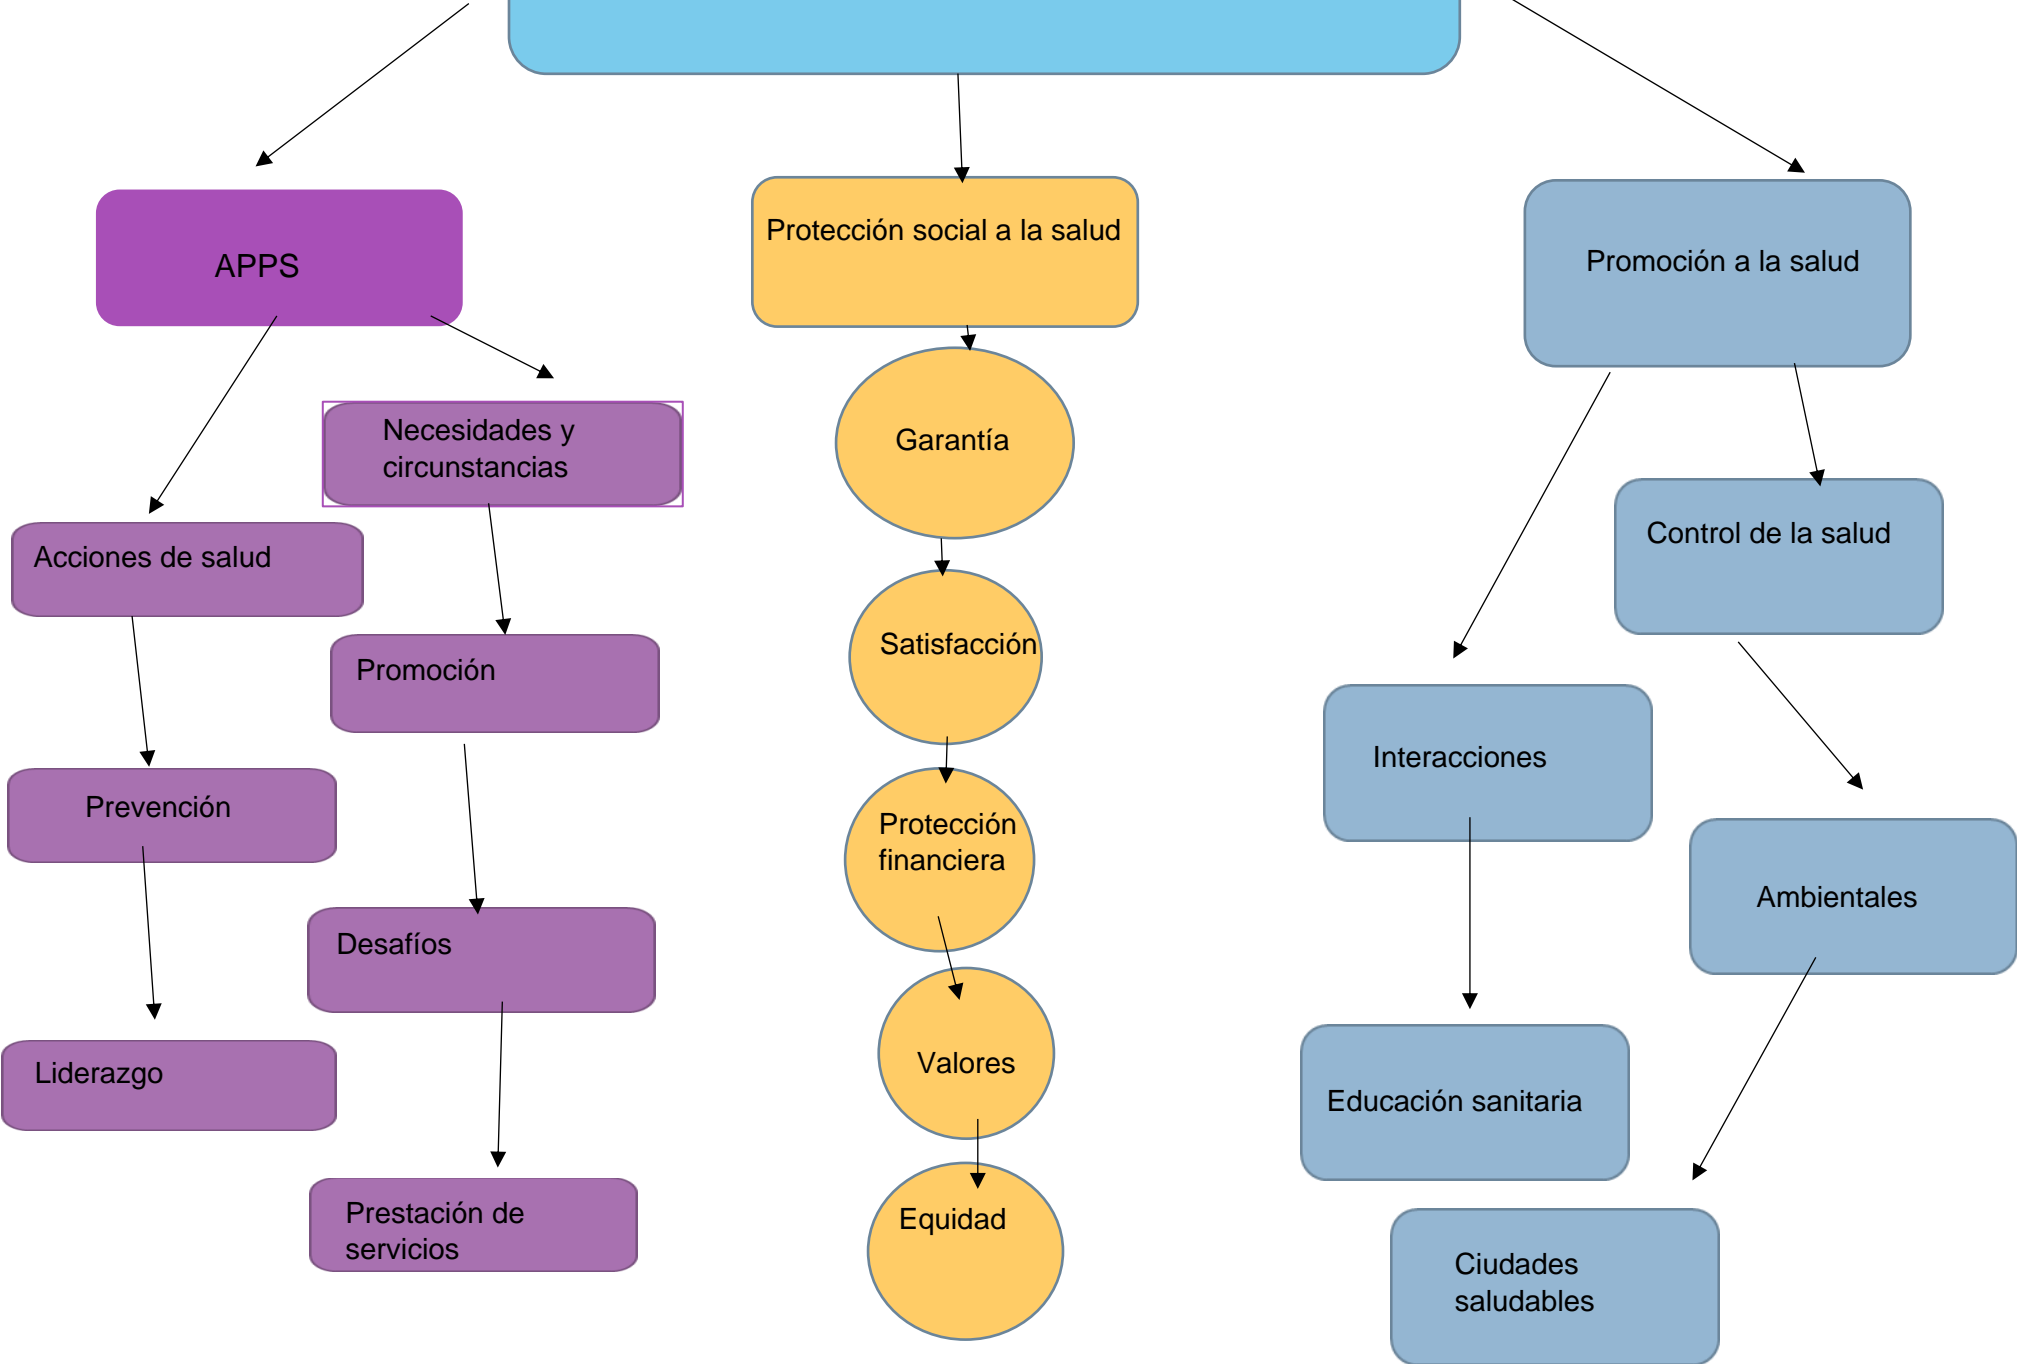 APPS
Necesidades y
circunstancias
Acciones de salud
Promoción
Prevención
Desafíos
Liderazgo
Prestación de
servicios
Protección social a la salud
Garantía
Satisfacción
Protección
financiera
Valores
Equidad
Promoción a la salud
Control de la salud
Interacciones
Ambientales
Educación sanitaria
Ciudades
saludables